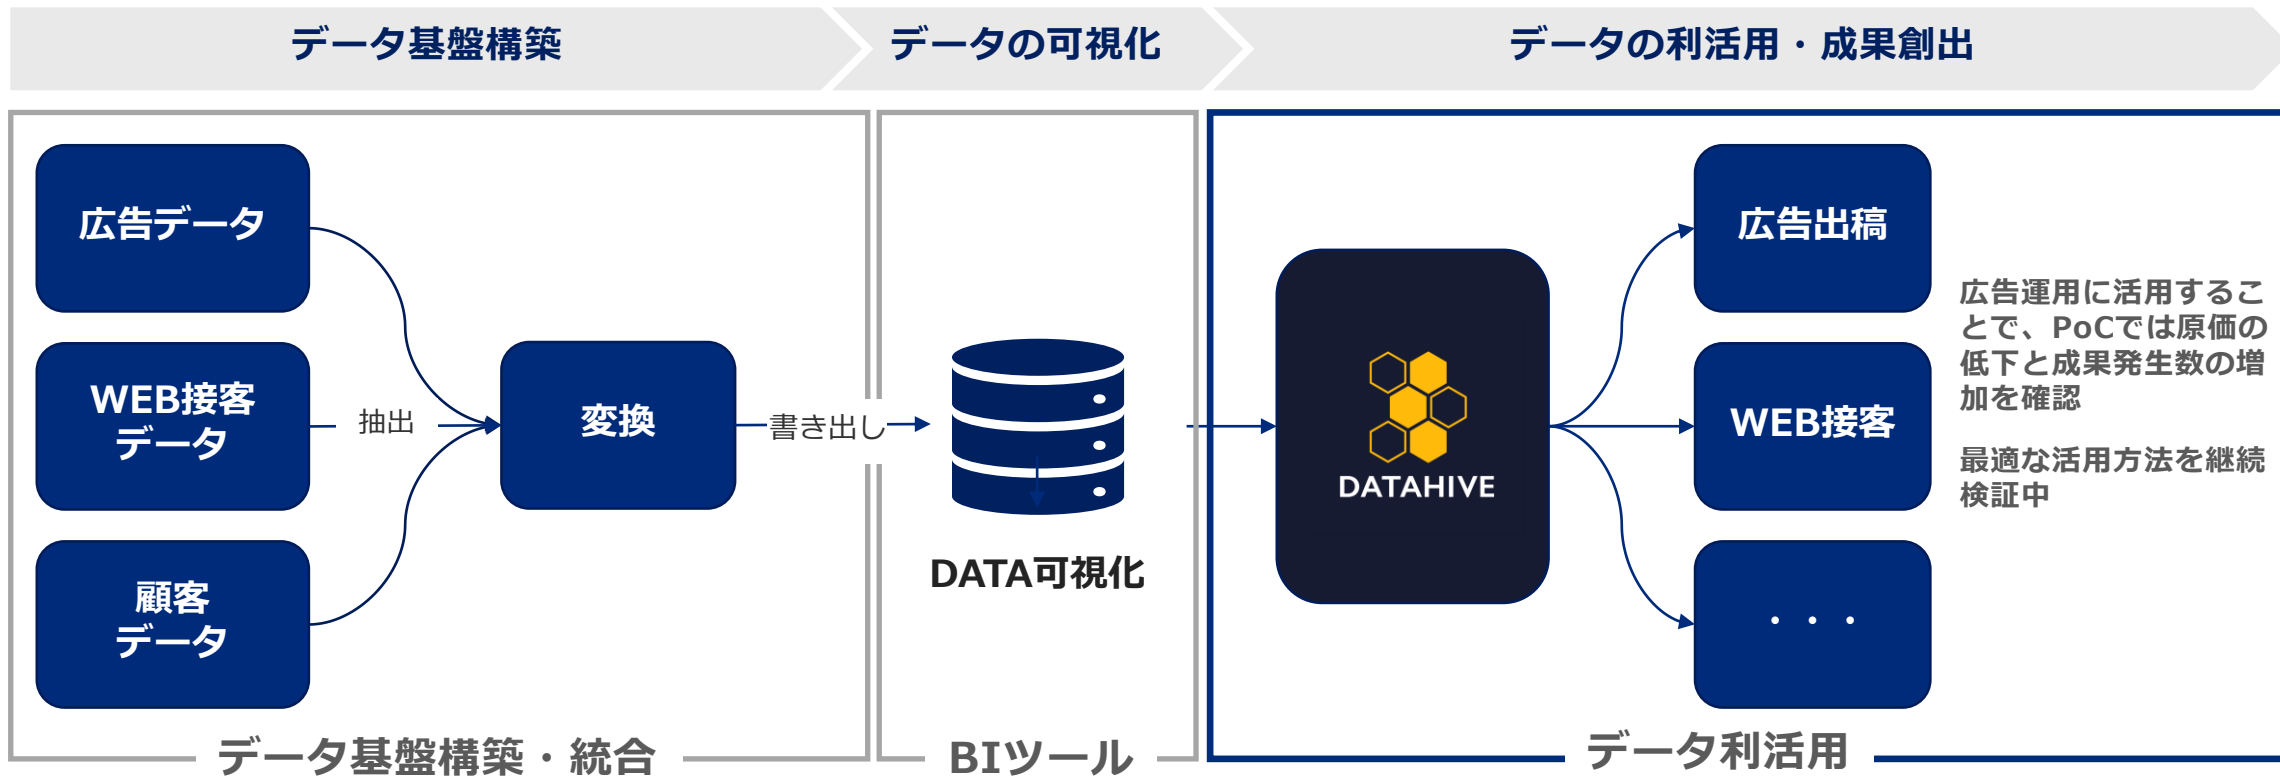 データ基盤構築
データの可視化
データの利活用・成果創出
広告データ
WEB接客
データ
顧客
データ
抽出
変換
書き出し
データ基盤構築・統合
DATA可視化
BIツール
DATAHIVE
広告出稿
WEB接客
・・・
広告運用に活用するこ
とで、PoCでは原価の
低下と成果発生数の増
加を確認
最適な活用方法を継続
検証中
データ利活用